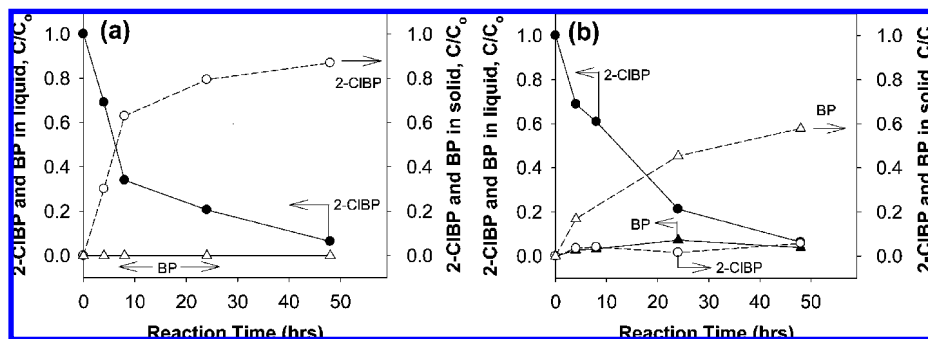 (a)
2-ClBP and BP in liquid, C/Co
1.0
0.8
0.6
0.4
0.2
0.0
2-ClBP
2-ClBP
BP
1.0
0.8
0.6
0.4
0.2
0.0
2-ClBP and BP in solid, C/Co
0 10 20 30 40 50
Reaction Time (hrs)
(b)
2-ClBP and BP in liquid, C/Co
1.0
0.8
0.6
0.4
0.2
0.0
2-ClBP
BP
BP
2-ClBP
1.0
0.8
0.6
0.4
0.2
0.0
2-ClBP and BP in solid, C/Co
0 10 20 30 40 50
Reaction Time (hrs)